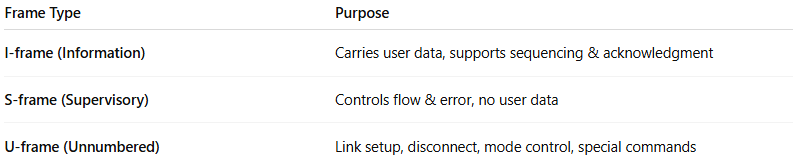 Frame Type Purpose
I-frame (Information) Carries user data, supports sequencing & acknowledgment
S-frame (Supervisory) Controls flow & error, no user data
U-frame (Unnumbered) Link setup, disconnect, mode control, special commands